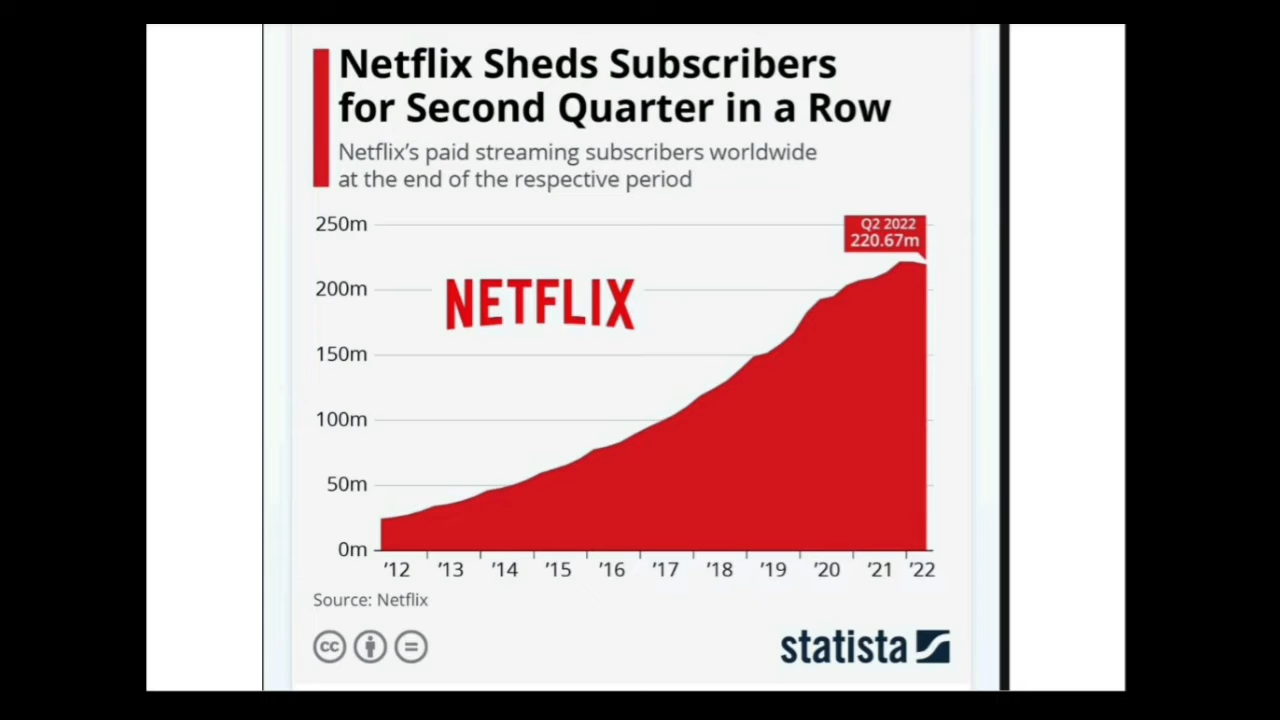 Netflix Sheds Subscribers
for Second Quarter in a Row
Netflix's paid streaming subscribers worldwide
at the end of the respective period
250m
Q2 2022
220.67m
200m
NETFLIX
150m
100m
50m
0m
'12 '13 '14 '15 '16 '17 '18 '19 '20 '21 '22
Source: Netflix
cc
=
statista